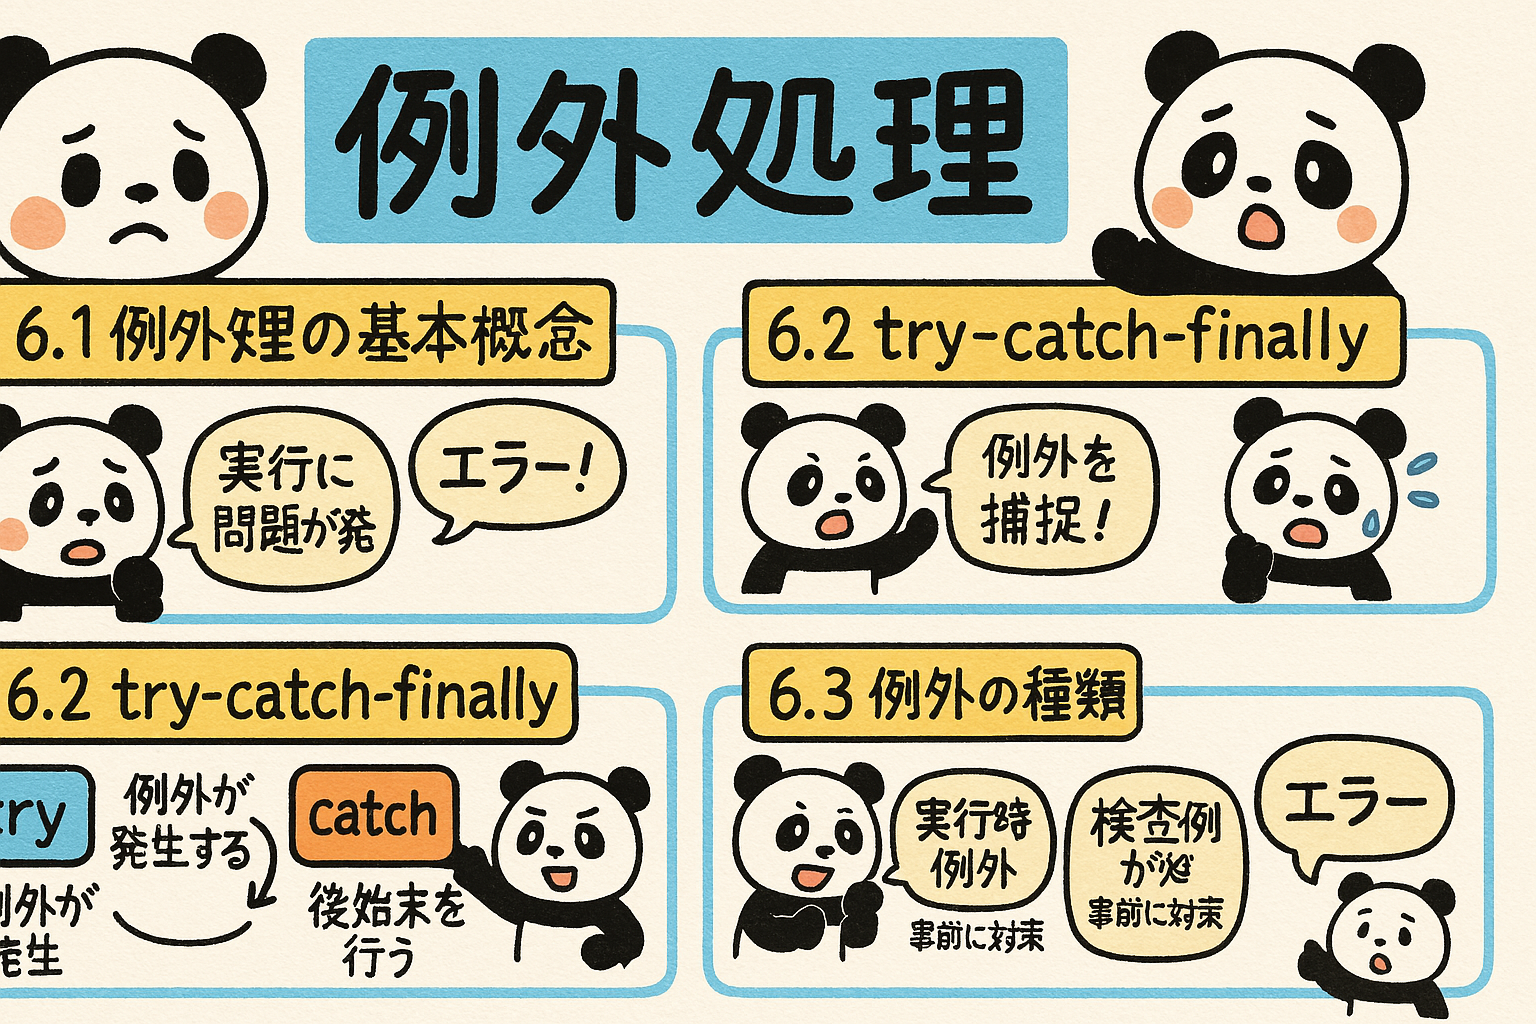 例外処理
6.1 例外処理の基本概念
実行に
問題が発
エラー!
6.2 try-catch-finally
例外を
捕捉!
6.2 try-catch-finally
try
例外が
発生する
catch
例外が
発生
後始末を
行う
6.3 例外の種類
実行時
例外
事前に対策
検査例
が
事前に対策
エラー